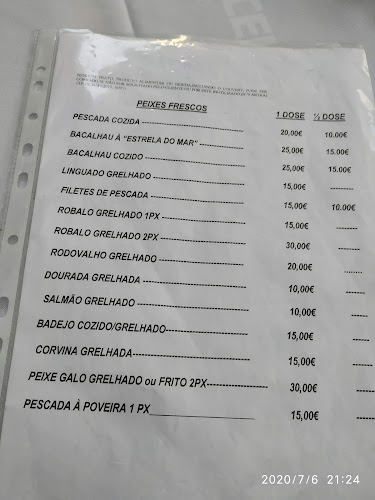 PEIXES FRESCOS 1 DOSE ½ DOSE
PESCADA COZIDA 20,00€ 10.00€
BACALHAU À "ESTRELA DO MAR" 25,00€ 15.00€
BACALHAU COZIDO 25,00€ 15.00€
LINGUADO GRELHADO 15,00€
FILETES DE PESCADA 15,00€ 10,00€
ROBALO GRELHADO 1PX 15,00€
ROBALO GRELHADO 2PX 30,00€
RODOVALHO GRELHADO 20,00€
DOURADA GRELHADA 10,00€
SALMÃO GRELHADO 10,00€
BADEJO COZIDO/GRELHADO 15,00€
CORVINA GRELHADA 15,00€
PEIXE GALO GRELHADO ou FRITO 2PX 30,00€
PESCADA À POVEIRA 1 PX 15,00€
2020/7/6 21:24